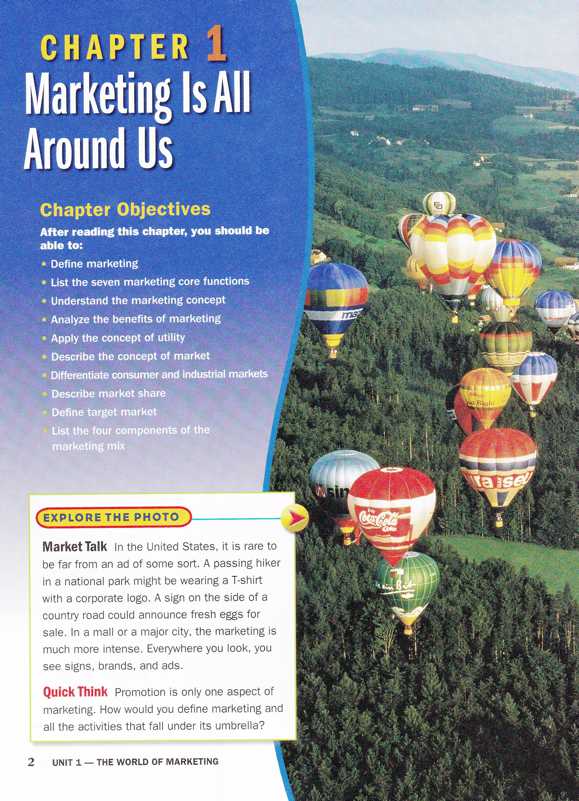 CHAPTER 1
Marketing Is All
Around Us
Chapter Objectives
After reading this chapter, you should be
able to:
• Define marketing
• List the seven marketing core functions
• Understand the marketing concept
• Analyze the benefits of marketing
• Apply the concept of utility
• Describe the concept of market
• Differentiate consumer and industrial markets
• Describe market share
• Define target market
• List the four components of the
marketing mix
EXPLORE THE PHOTO
Market Talk In the United States, it is rare to
be far from an ad of some sort. A passing hiker
in a national park might be wearing a T-shirt
with a corporate logo. A sign on the side of a
country road could announce fresh eggs for
sale. In a mall or a major city, the marketing is
much more intense. Everywhere you look, you
see signs, brands, and ads.
Quick Think Promotion is only one aspect of
marketing. How would you define marketing and
all the activities that fall under its umbrella?
2 UNIT 1 — THE WORLD OF MARKETING
Coca-Cola